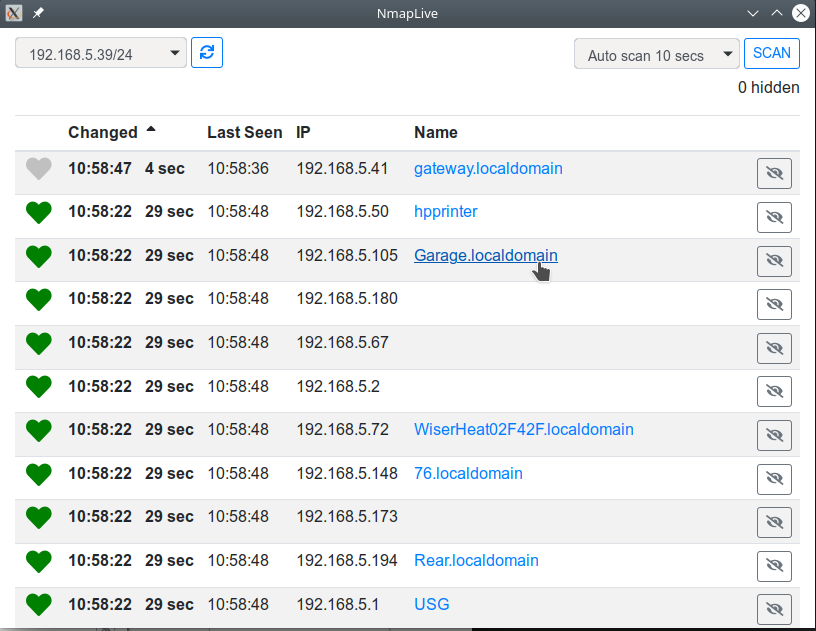 NmapLive
192.168.5.39/24 Auto scan 10 secs SCAN
0 hidden
Changed Last Seen IP Name
10:58:47 4 sec 10:58:36 192.168.5.41 gateway.localdomain
10:58:22 29 sec 10:58:48 192.168.5.50 hpprinter
10:58:22 29 sec 10:58:48 192.168.5.105 Garage.localdomain
10:58:22 29 sec 10:58:48 192.168.5.180
10:58:22 29 sec 10:58:48 192.168.5.67
10:58:22 29 sec 10:58:48 192.168.5.2
10:58:22 29 sec 10:58:48 192.168.5.72 WiserHeat02F42F.localdomain
10:58:22 29 sec 10:58:48 192.168.5.148 76.localdomain
10:58:22 29 sec 10:58:48 192.168.5.173
10:58:22 29 sec 10:58:48 192.168.5.194 Rear.localdomain
10:58:22 29 sec 10:58:48 192.168.5.1 USG